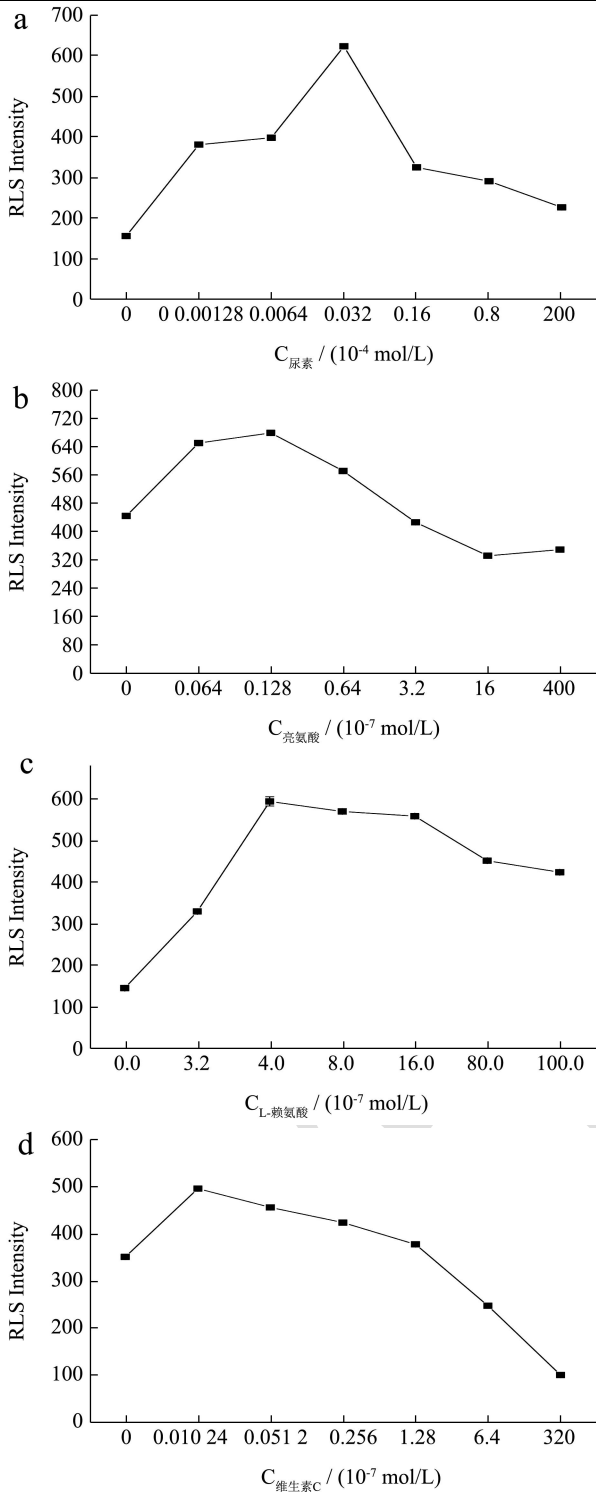 a
700
600
500
400
300
200
100
0
RLS Intensity
0 0 0.00128 0.0064 0.032 0.16 0.8 200
C尿素 / (10-4 mol/L)
b
800
720
640
560
480
400
320
240
160
80
0
RLS Intensity
0 0.064 0.128 0.64 3.2 16 400
C亮氨酸 / (10-7 mol/L)
c
600
500
400
300
200
100
0
RLS Intensity
0.0 3.2 4.0 8.0 16.0 80.0 100.0
CL-赖氨酸 / (10-7 mol/L)
d
600
500
400
300
200
100
0
RLS Intensity
0 0.010 24 0.051 2 0.256 1.28 6.4 320
C维生素C / (10-7 mol/L)